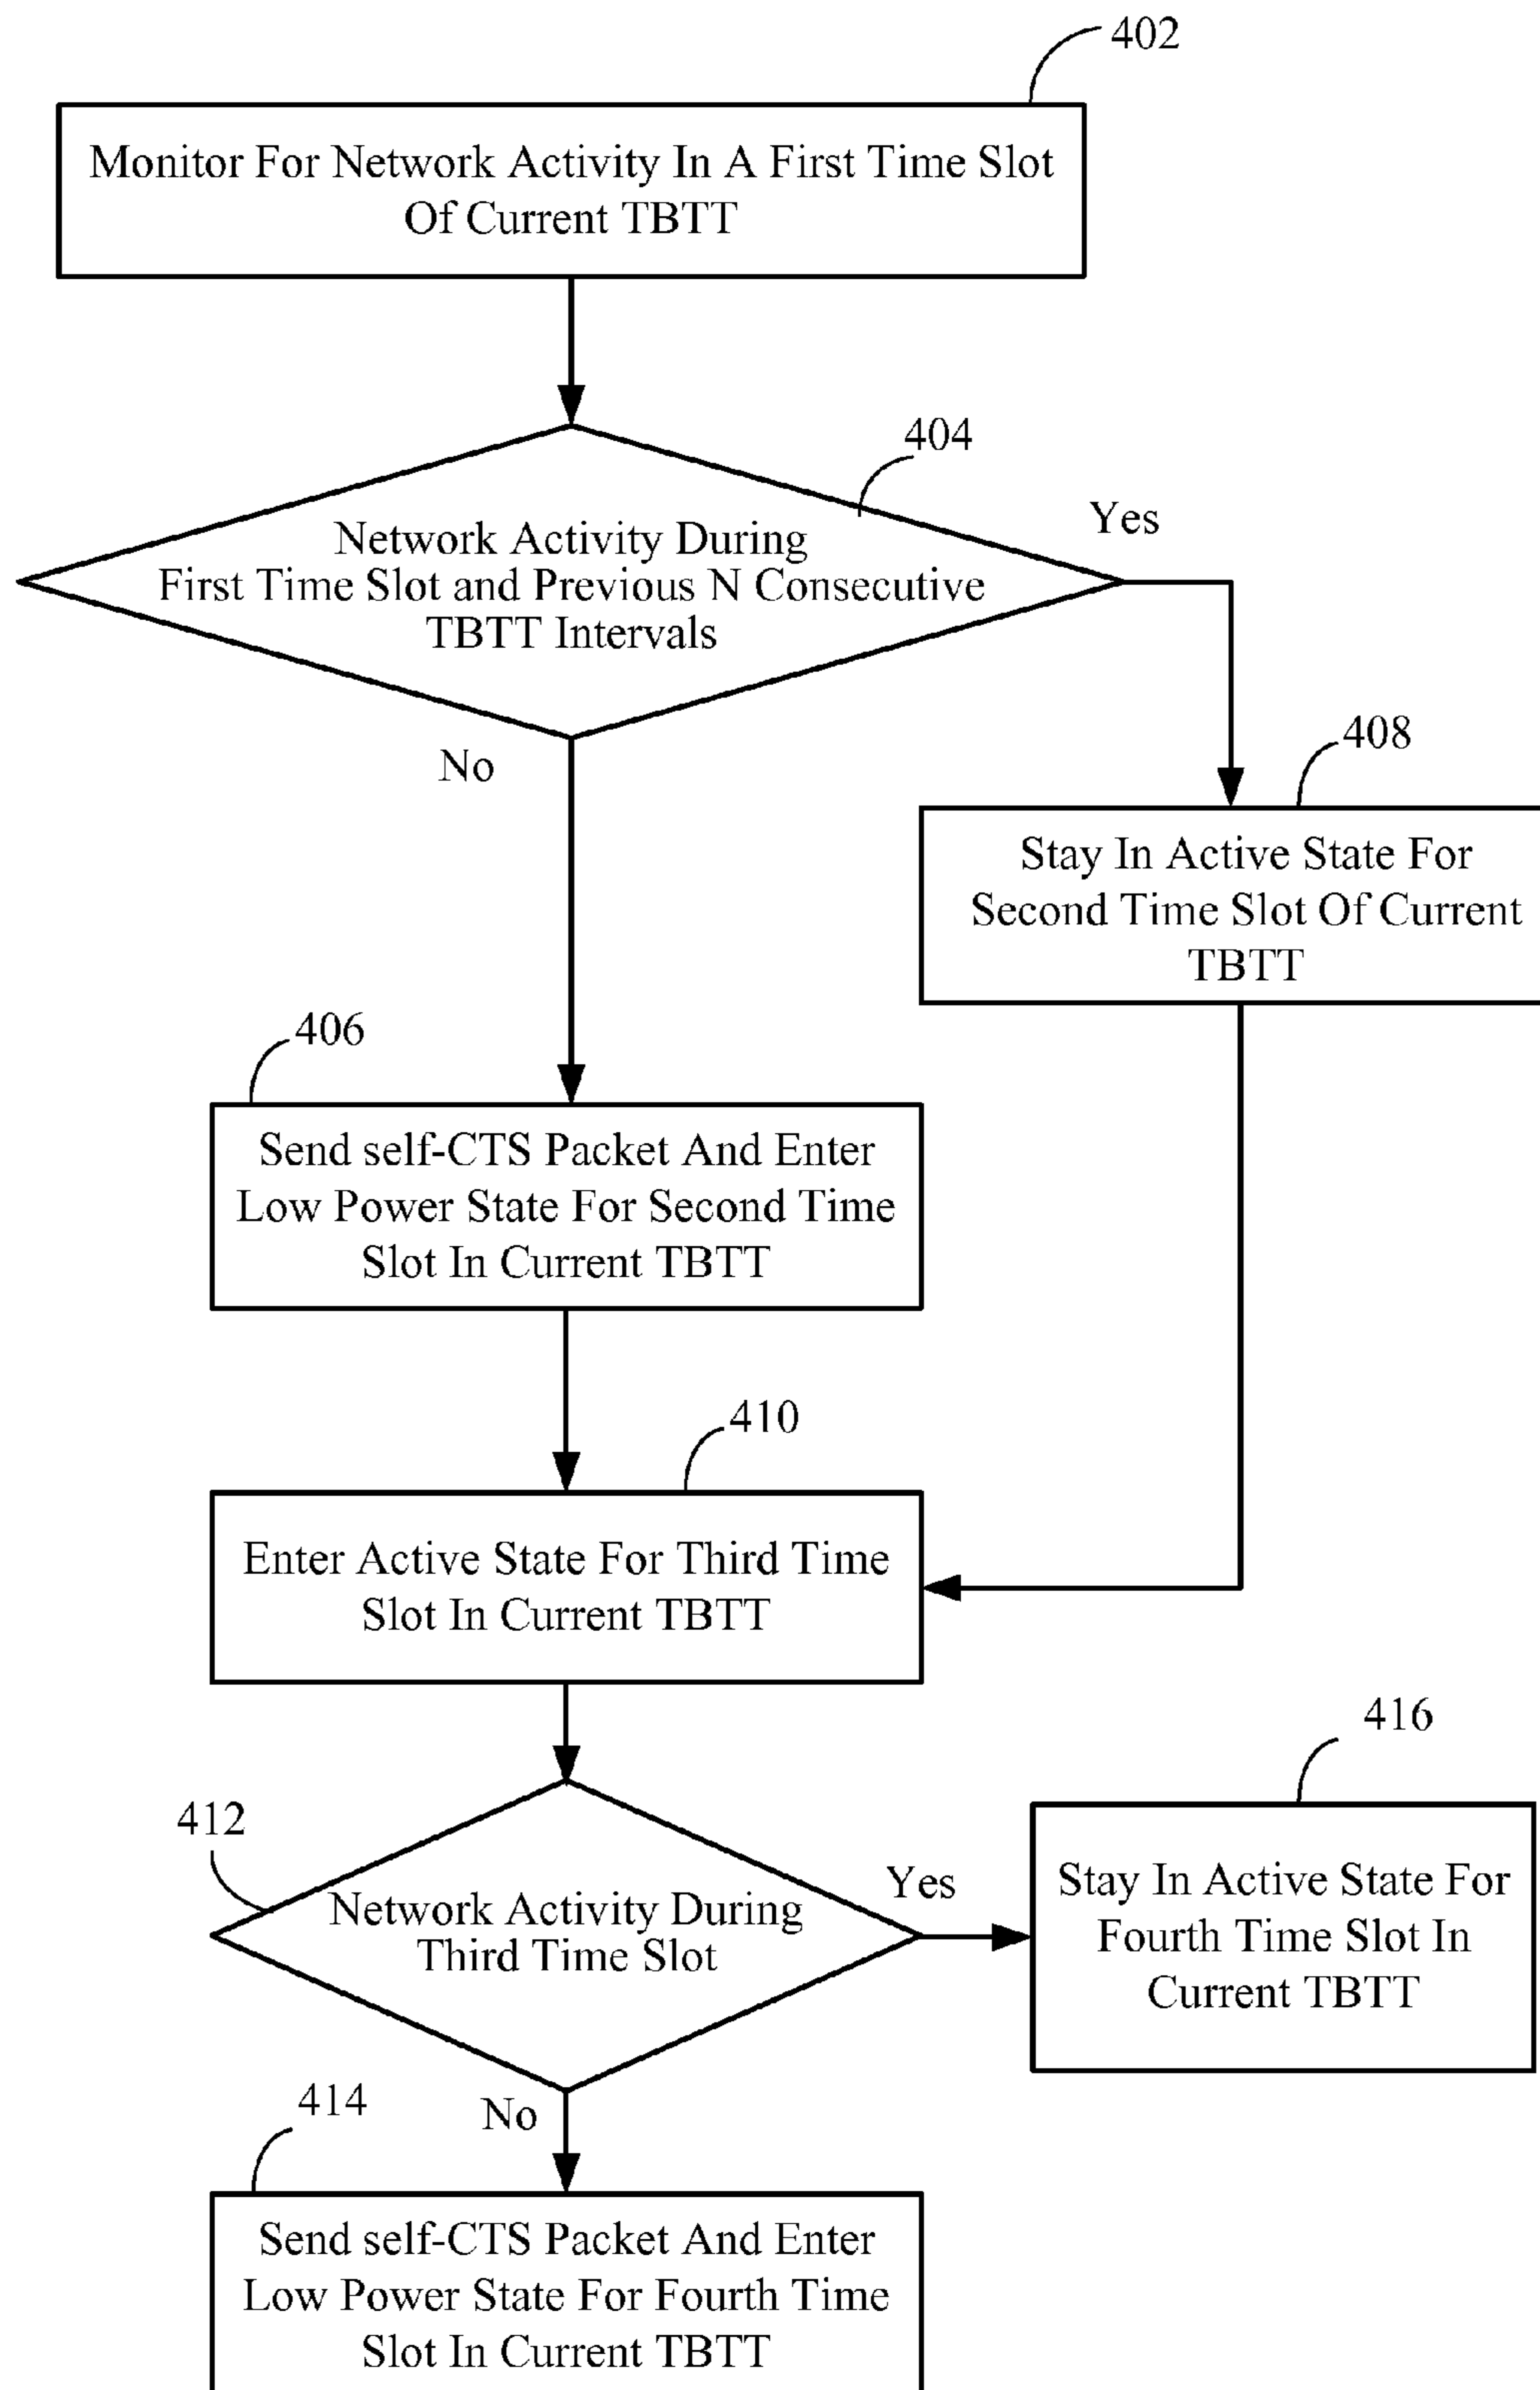 402
Monitor For Network Activity In A First Time Slot
Of Current TBTT
404
Yes
Network Activity During
First Time Slot and Previous N Consecutive
TBTT Intervals
No
408
Stay In Active State For
Second Time Slot Of Current
TBTT
406
Send self-CTS Packet And Enter
Low Power State For Second Time
Slot In Current TBTT
410
Enter Active State For Third Time
Slot In Current TBTT
412
Network Activity During
Third Time Slot
Yes
416
Stay In Active State For
Fourth Time Slot In
Current TBTT
No
414
Send self-CTS Packet And Enter
Low Power State For Fourth Time
Slot In Current TBTT